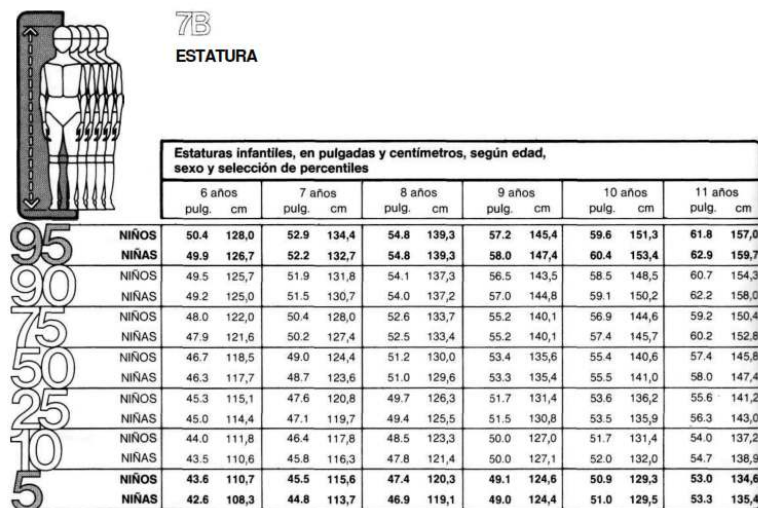 7B
ESTATURA
Estaturas infantiles, en pulgadas y centímetros, según edad,
sexo y selección de percentiles
6 años 7 años 8 años 9 años 10 años 11 años
pulg. cm pulg. cm pulg. cm pulg. cm pulg. cm pulg. cm
95 NIÑOS 50.4 128,0 52.9 134,4 54.8 139,3 57.2 145,4 59.6 151,3 61.8 157,0
NIÑAS 49.9 126,7 52.2 132,7 54.8 139,3 58.0 147,4 60.4 153,4 62.9 159,7
90 NIÑOS 49.5 125,7 51.9 131,8 54.1 137,3 56.5 143,5 58.5 148,5 60.7 154,3
NIÑAS 49.2 125,0 51.5 130,7 54.0 137,2 57.0 144,8 59.1 150,2 62.2 158,0
75 NIÑOS 48.0 122,0 50.4 128,0 52.6 133,7 55.2 140,1 56.9 144,6 59.2 150,4
NIÑAS 47.9 121,6 50.2 127,4 52.5 133,4 55.2 140,1 57.4 145,7 60.2 152,8
50 NIÑOS 46.7 118,5 49.0 124,4 51.2 130,0 53.4 135,6 55.4 140,6 57.4 145,8
NIÑAS 46.3 117,7 48.7 123,6 51.0 129,6 53.3 135,4 55.5 141,0 58.0 147,4
25 NIÑOS 45.3 115,1 47.6 120,8 49.7 126,3 51.7 131,4 53.6 136,2 55.6 141,2
NIÑAS 45.0 114,4 47.1 119,7 49.4 125,5 51.5 130,8 53.5 135,9 56.3 143,0
10 NIÑOS 44.0 111,8 46.4 117,8 48.5 123,3 50.0 127,0 51.7 131,4 54.0 137,2
NIÑAS 43.5 110,6 45.8 116,3 47.8 121,4 50.0 127,1 52.0 132,0 54.7 138,9
5 NIÑOS 43.6 110,7 45.5 115,6 47.4 120,3 49.1 124,6 50.9 129,3 53.0 134,6
NIÑAS 42.6 108,3 44.8 113,7 46.9 119,1 49.0 124,4 51.0 129,5 53.3 135,4